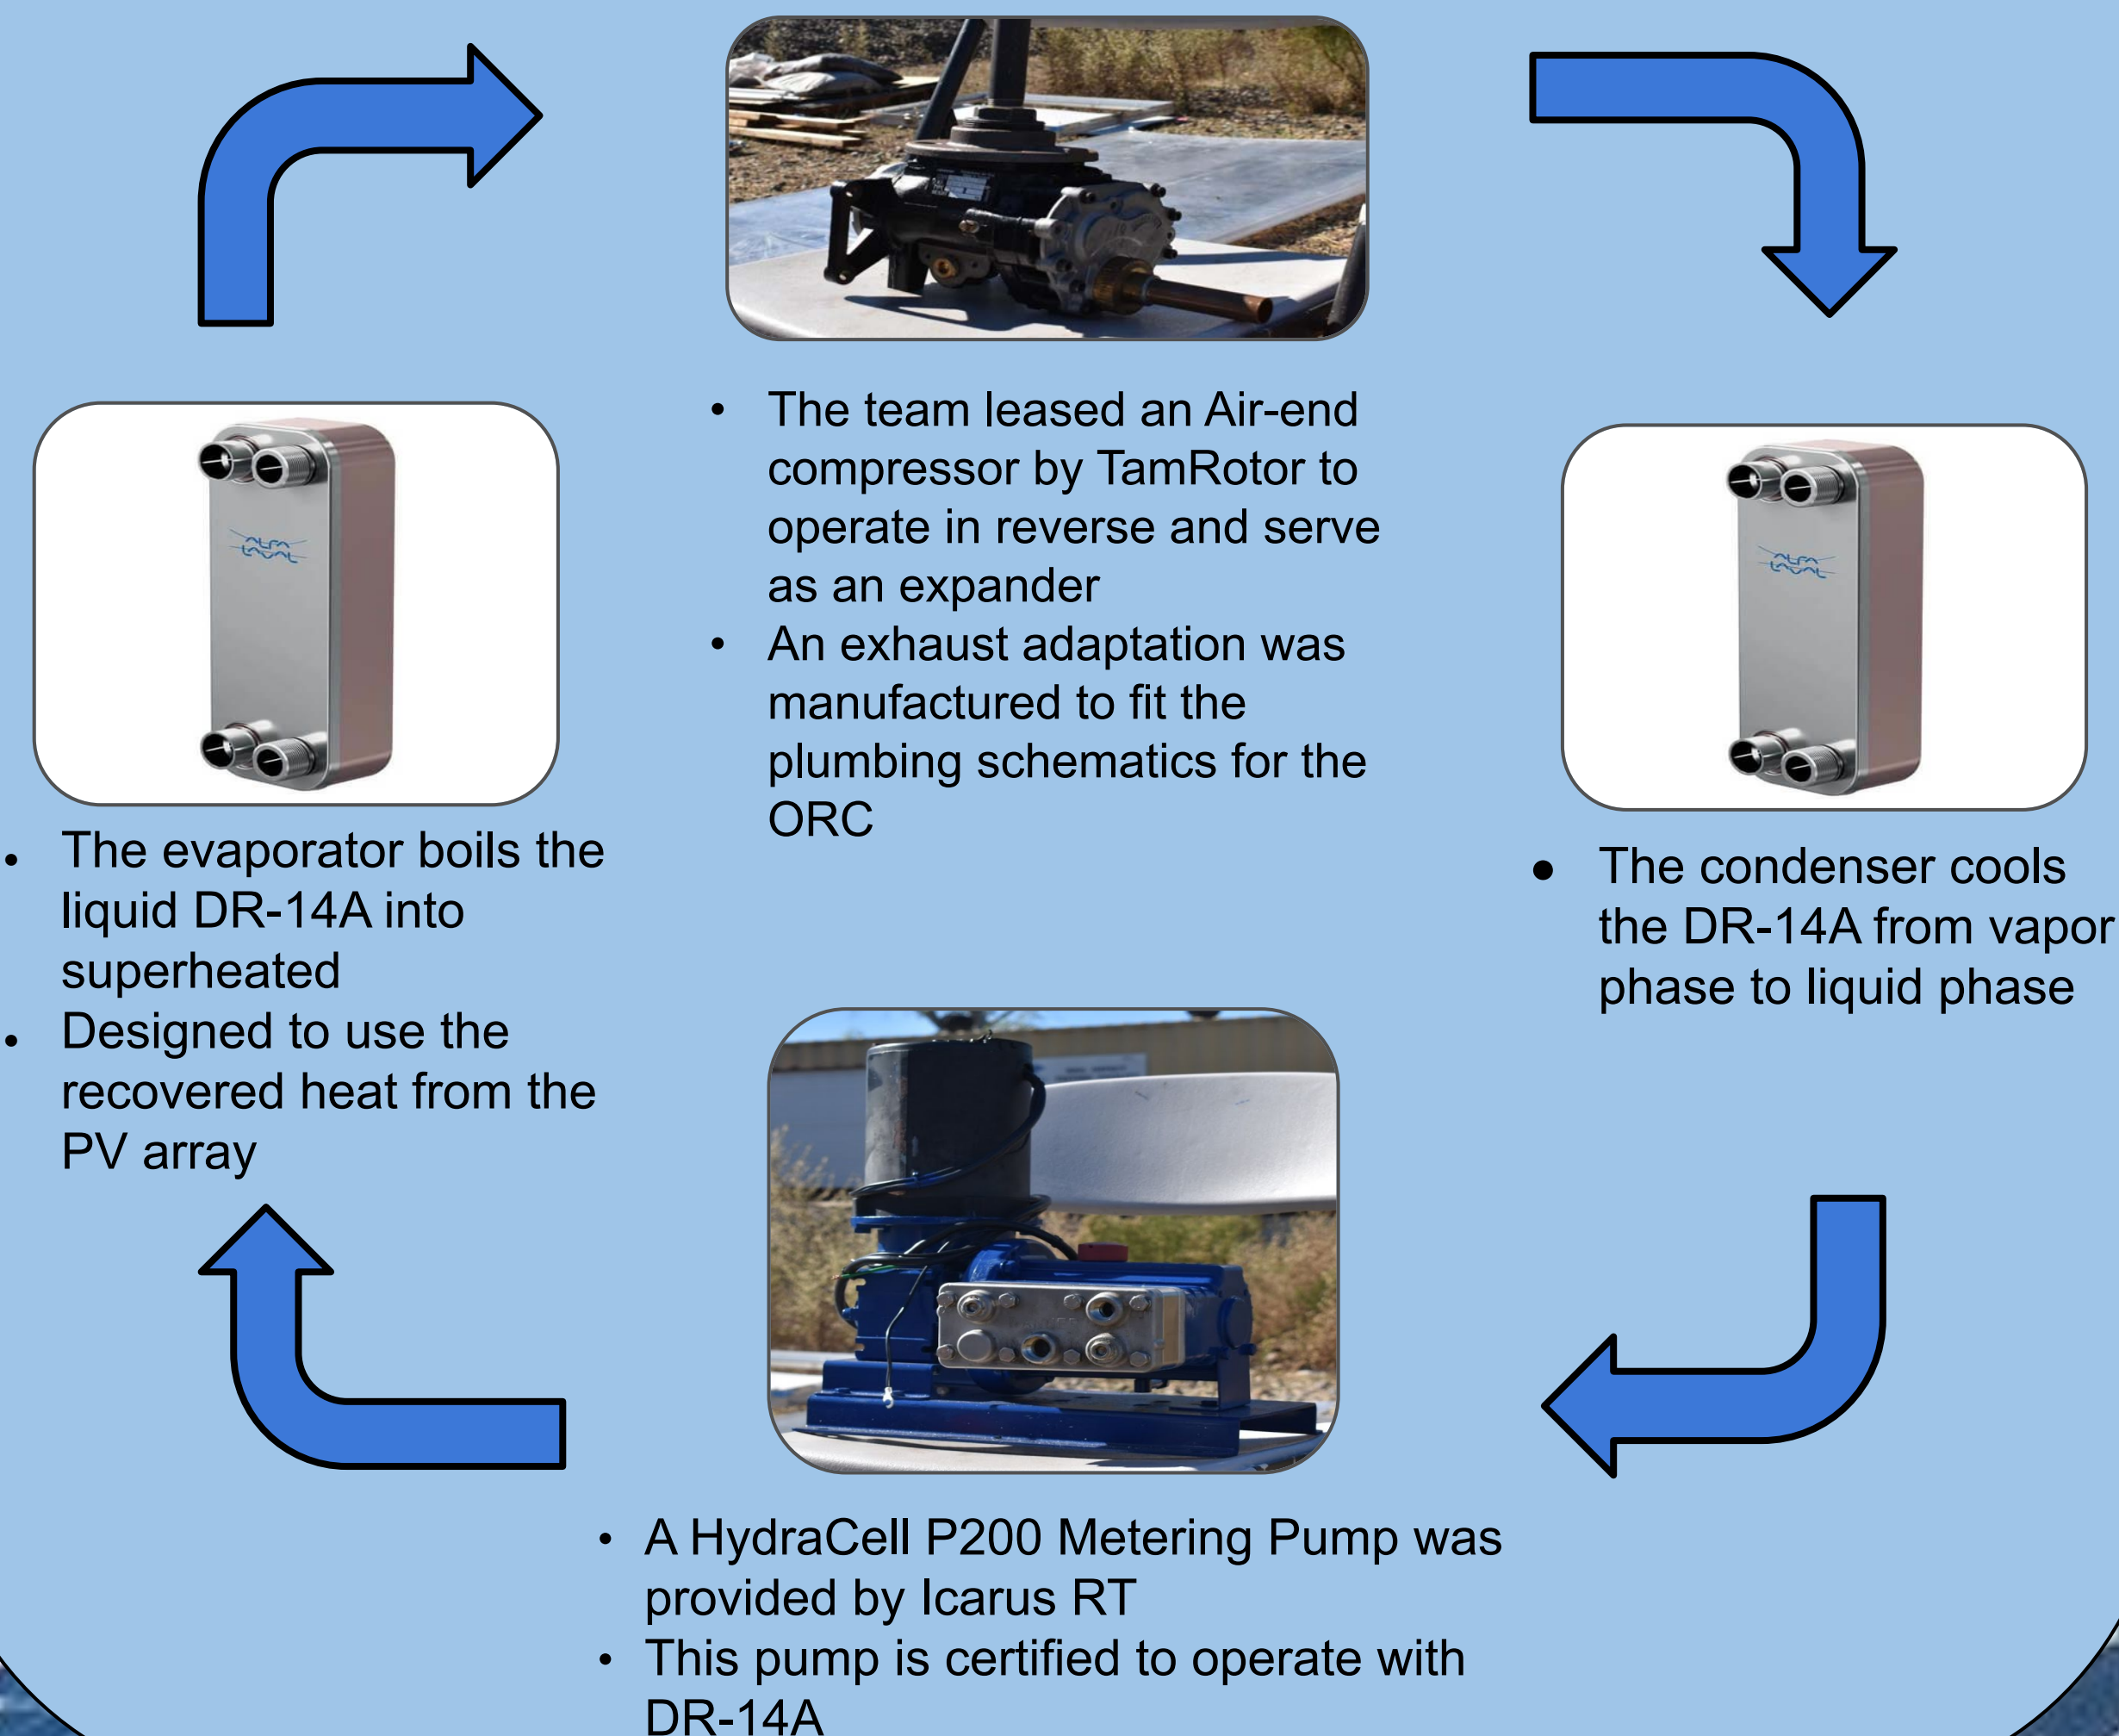 • The team leased an Air-end
compressor by TamRotor to
operate in reverse and serve
as an expander
• An exhaust adaptation was
manufactured to fit the
plumbing schematics for the
ORC
ALFA
LAVAL
• The evaporator boils the
liquid DR-14A into
superheated
• Designed to use the
recovered heat from the
PV array
ALFA
LAVAL
• The condenser cools
the DR-14A from vapor
phase to liquid phase
• A HydraCell P200 Metering Pump was
provided by Icarus RT
• This pump is certified to operate with
DR-14A